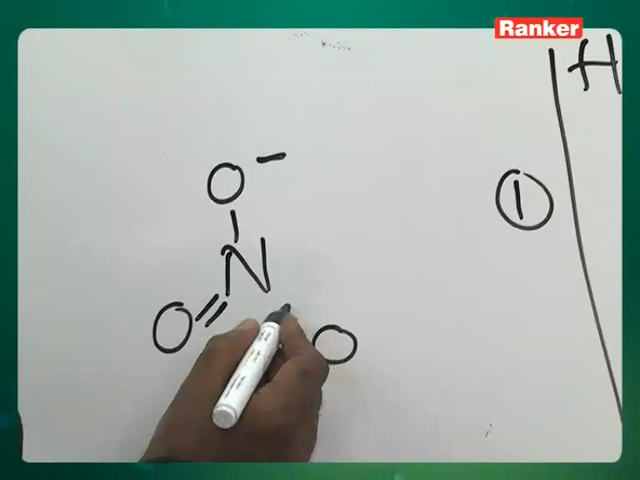 Ranker
H
①
O −
N
O = O